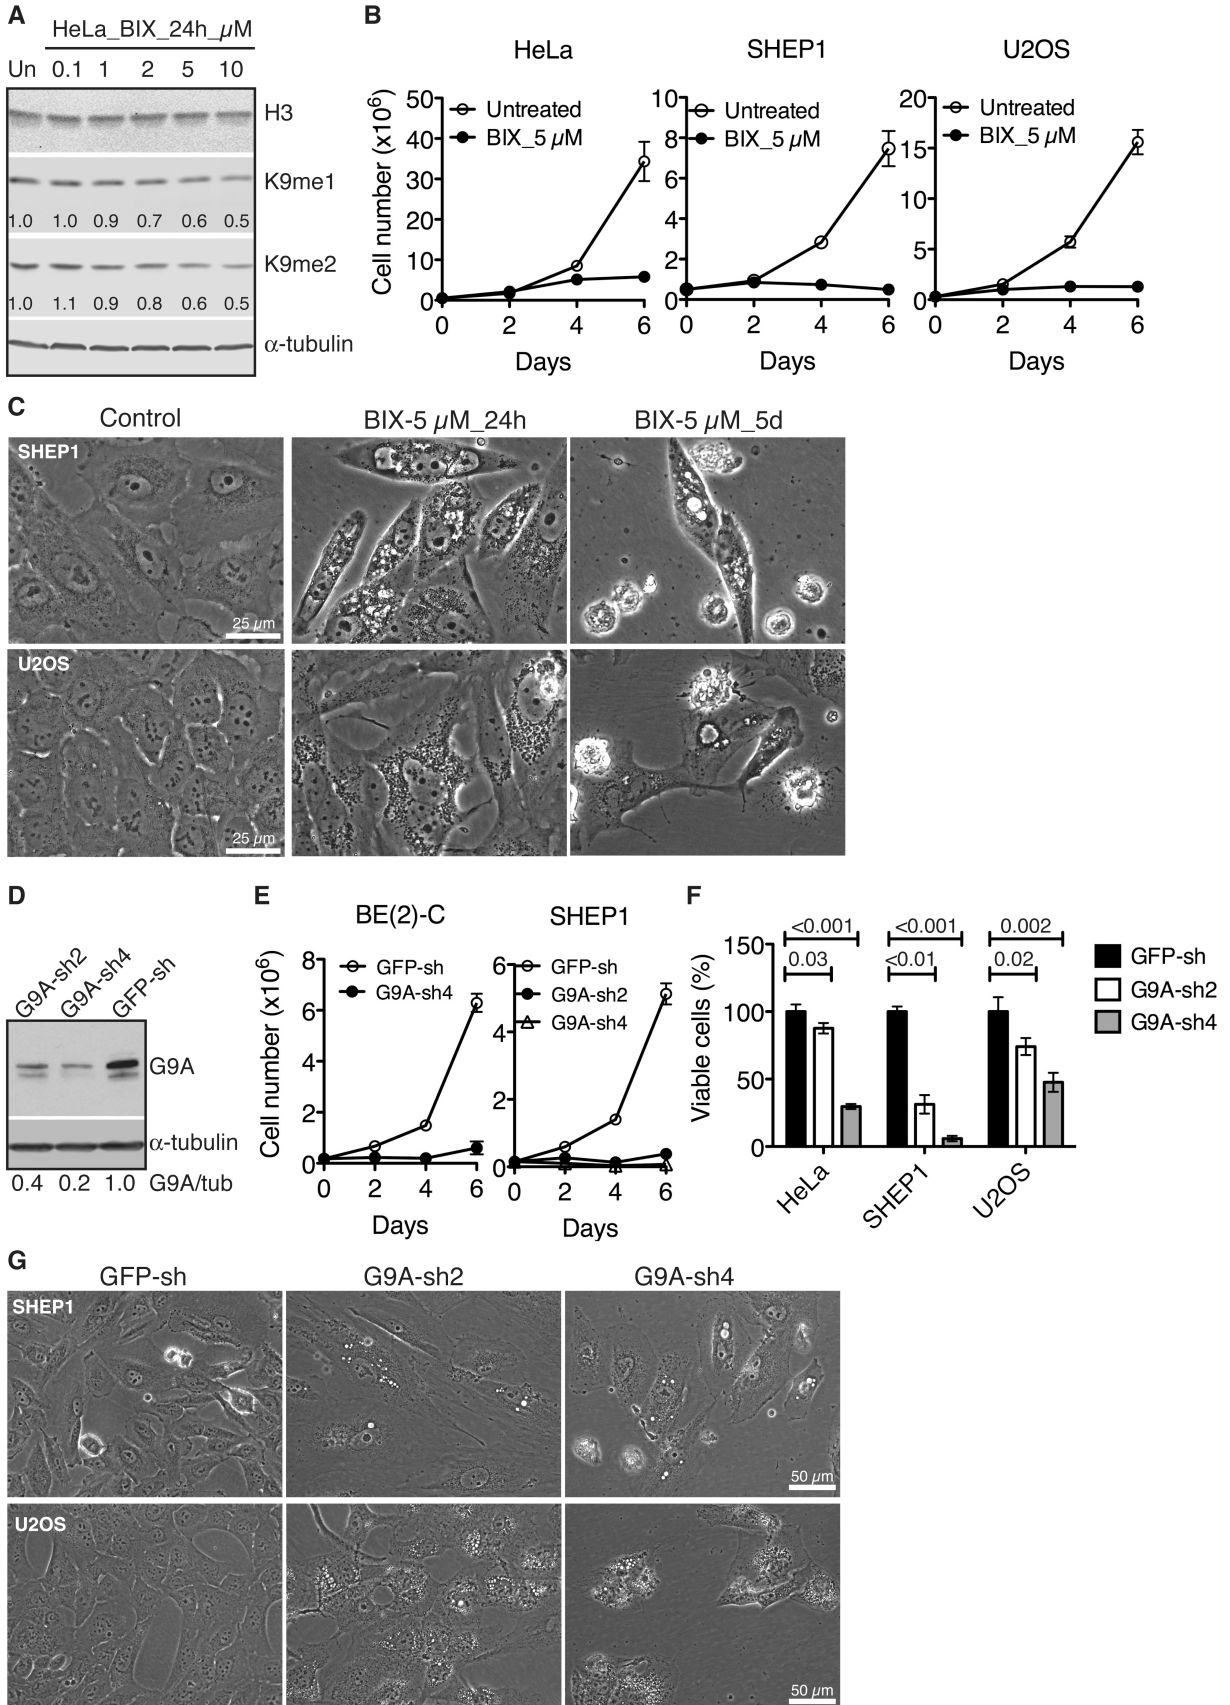 A
HeLa_BIX_24h_µM
Un 0.1 1 2 5 10
H3
K9me1
1.0 1.0 0.9 0.7 0.6 0.5
K9me2
1.0 1.1 0.9 0.8 0.6 0.5
α-tubulin
B
HeLa SHEP1 U2OS
Cell number (x10⁶)
50
40
30
20
10
0
Untreated
BIX_5 µM
0 2 4 6
Days
10
8
6
4
2
0
Untreated
BIX_5 µM
0 2 4 6
Days
20
15
10
5
0
Untreated
BIX_5 µM
0 2 4 6
Days
C
Control BIX-5 µM_24h BIX-5 µM_5d
SHEP1
25 µm
U2OS
25 µm
D
G9A-sh2
G9A-sh4
GFP-sh
G9A
α-tubulin
0.4 0.2 1.0 G9A/tub
E
BE(2)-C SHEP1
Cell number (x10⁶)
8
6
4
2
0
GFP-sh
G9A-sh4
0 2 4 6
Days
6
4
2
0
GFP-sh
G9A-sh2
G9A-sh4
0 2 4 6
Days
F
Viable cells (%)
150
100
50
0
<0.001 <0.001 0.002
0.03 <0.01 0.02
HeLa
SHEP1
U2OS
GFP-sh
G9A-sh2
G9A-sh4
G
GFP-sh G9A-sh2 G9A-sh4
SHEP1
50 µm
U2OS
50 µm